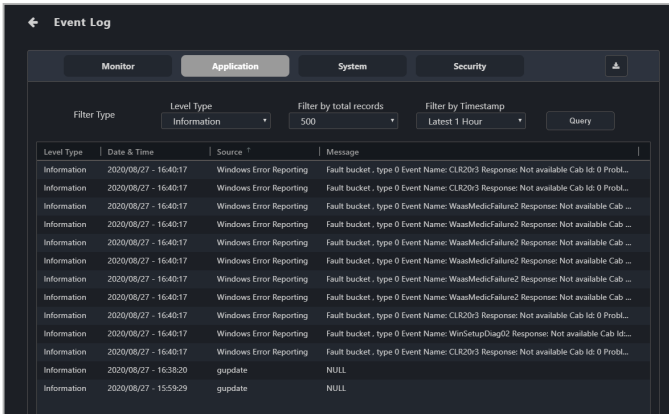 Event Log
Monitor Application System Security
Filter Type
Level Type Filter by total records Filter by Timestamp
Information 500 Latest 1 Hour Query
Level Type Date & Time Source ↑ Message
Information 2020/08/27 - 16:40:17 Windows Error Reporting Fault bucket , type 0 Event Name: CLR20r3 Response: Not available Cab Id: 0 Probl...
Information 2020/08/27 - 16:40:17 Windows Error Reporting Fault bucket , type 0 Event Name: CLR20r3 Response: Not available Cab Id: 0 Probl...
Information 2020/08/27 - 16:40:17 Windows Error Reporting Fault bucket , type 0 Event Name: WaasMedicFailure2 Response: Not available Cab ...
Information 2020/08/27 - 16:40:17 Windows Error Reporting Fault bucket , type 0 Event Name: WaasMedicFailure2 Response: Not available Cab ...
Information 2020/08/27 - 16:40:17 Windows Error Reporting Fault bucket , type 0 Event Name: WaasMedicFailure2 Response: Not available Cab ...
Information 2020/08/27 - 16:40:17 Windows Error Reporting Fault bucket , type 0 Event Name: WaasMedicFailure2 Response: Not available Cab ...
Information 2020/08/27 - 16:40:17 Windows Error Reporting Fault bucket , type 0 Event Name: WaasMedicFailure2 Response: Not available Cab ...
Information 2020/08/27 - 16:40:17 Windows Error Reporting Fault bucket , type 0 Event Name: WaasMedicFailure2 Response: Not available Cab ...
Information 2020/08/27 - 16:40:17 Windows Error Reporting Fault bucket , type 0 Event Name: CLR20r3 Response: Not available Cab Id: 0 Probl...
Information 2020/08/27 - 16:40:17 Windows Error Reporting Fault bucket , type 0 Event Name: WinSetupDiag02 Response: Not available Cab Id:...
Information 2020/08/27 - 16:40:17 Windows Error Reporting Fault bucket , type 0 Event Name: CLR20r3 Response: Not available Cab Id: 0 Probl...
Information 2020/08/27 - 16:38:20 gupdate NULL
Information 2020/08/27 - 15:59:29 gupdate NULL